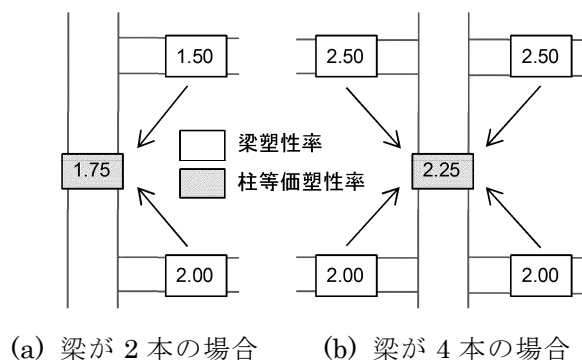 1.50
2.50
2.50
梁塑性率
1.75
柱等価塑性率
2.25
2.00
2.00
2.00
(a) 梁が 2 本の場合
(b) 梁が 4 本の場合